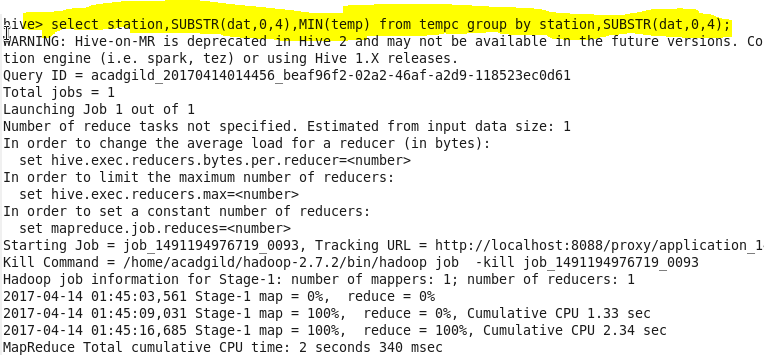 hive> select station,SUBSTR(dat,0,4),MIN(temp) from tempc group by station,SUBSTR(dat,0,4);
WARNING: Hive-on-MR is deprecated in Hive 2 and may not be available in the future versions. Co
tion engine (i.e. spark, tez) or using Hive 1.X releases.
Query ID = acadgild_20170414014456_beaf96f2-02a2-46af-a2d9-118523ec0d61
Total jobs = 1
Launching Job 1 out of 1
Number of reduce tasks not specified. Estimated from input data size: 1
In order to change the average load for a reducer (in bytes):
  set hive.exec.reducers.bytes.per.reducer=<number>
In order to limit the maximum number of reducers:
  set hive.exec.reducers.max=<number>
In order to set a constant number of reducers:
  set mapreduce.job.reduces=<number>
Starting Job = job_1491194976719_0093, Tracking URL = http://localhost:8088/proxy/application_1
Kill Command = /home/acadgild/hadoop-2.7.2/bin/hadoop job  -kill job_1491194976719_0093
Hadoop job information for Stage-1: number of mappers: 1; number of reducers: 1
2017-04-14 01:45:03,561 Stage-1 map = 0%,  reduce = 0%
2017-04-14 01:45:09,031 Stage-1 map = 100%,  reduce = 0%, Cumulative CPU 1.33 sec
2017-04-14 01:45:16,685 Stage-1 map = 100%,  reduce = 100%, Cumulative CPU 2.34 sec
MapReduce Total cumulative CPU time: 2 seconds 340 msec